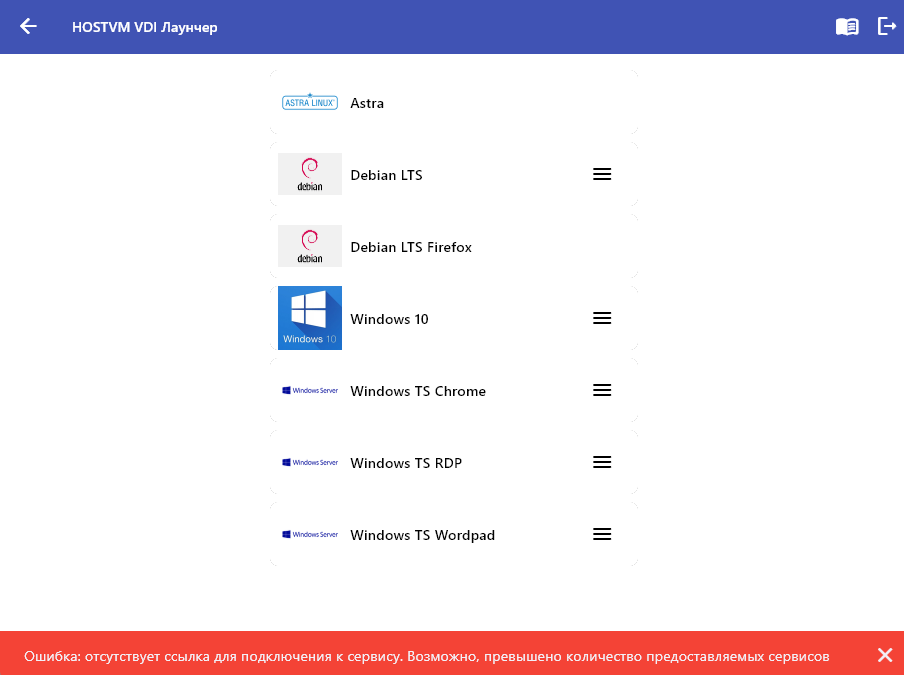 HOSTVM VDI Лаунчер
ASTRA LINUX
Astra
debian
Debian LTS
debian
Debian LTS Firefox
Windows 10
Windows 10
Windows Server
Windows TS Chrome
Windows Server
Windows TS RDP
Windows Server
Windows TS Wordpad
Ошибка: отсутствует ссылка для подключения к сервису. Возможно, превышено количество предоставляемых сервисов